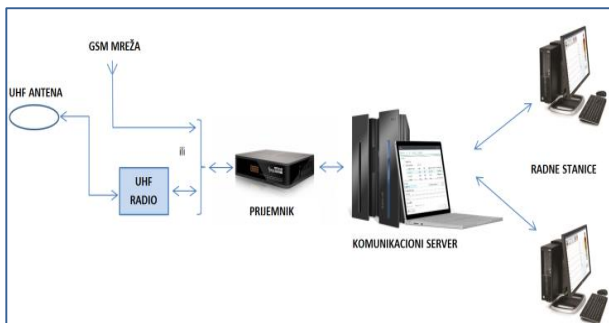 GSM MREŽA
UHF ANTENA
ili
UHF
RADIO
PRIJEMNIK
RADNE STANICE
KOMUNIKACIONI SERVER